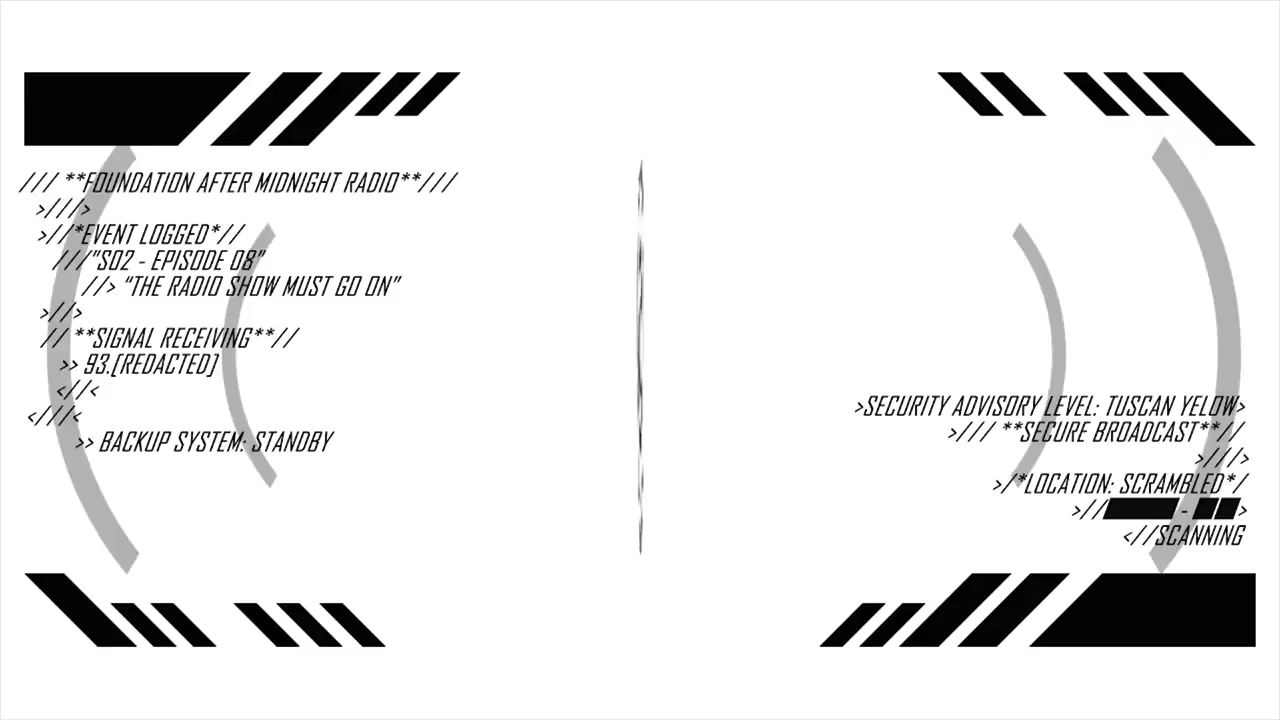 /// **FOUNDATION AFTER MIDNIGHT RADIO**///
>///>
>//*EVENT LOGGED*//
///"S02 - EPISODE 08"
//> "THE RADIO SHOW MUST GO ON"
>//>
// **SIGNAL RECEIVING**//
>> 93.[REDACTED]
<//<
<///<
>> BACKUP SYSTEM: STANDBY
>SECURITY ADVISORY LEVEL: TUSCAN YELOW>
>/// **SECURE BROADCAST**//
>///>
>/*LOCATION: SCRAMBLED*/
>//█████ - ██>
<//SCANNING